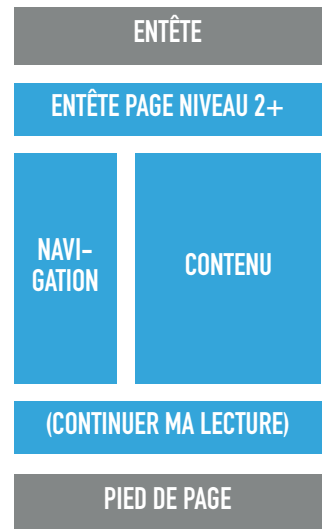 ENTÊTE
ENTÊTE PAGE NIVEAU 2+
NAVI-
GATION
CONTENU
(CONTINUER MA LECTURE)
PIED DE PAGE